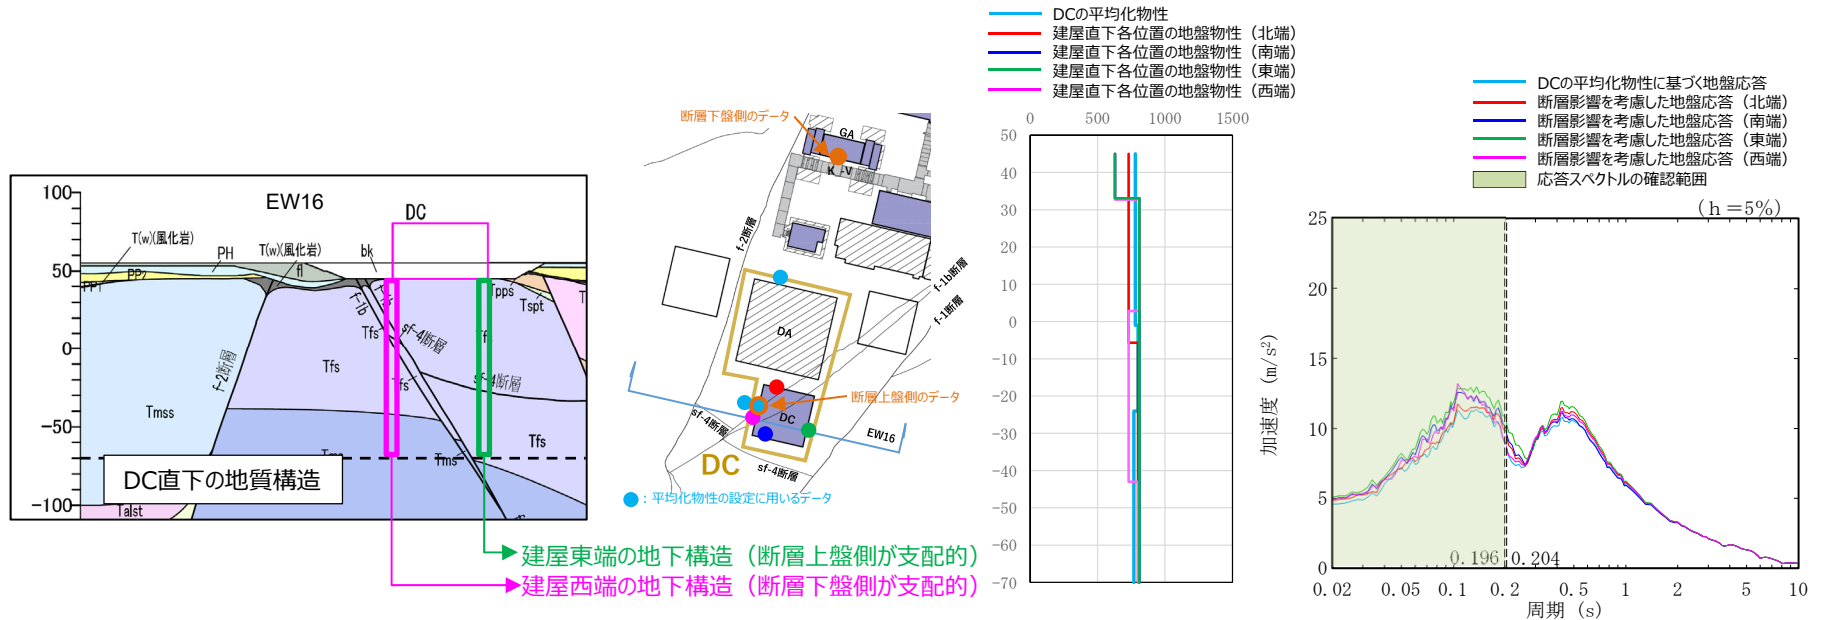 EW16
DC
100
50
0
−50
−100
T(w)(風化岩)
PH
T(w)(風化岩)
fl
bk
PP2
PP1
f-1b
Tfs
sf-4断層
Tpps
Tspt
T
f-2断層
Tfs
Tfs
sf-4断層
Tmss
Tfs
Tms
DC直下の地質構造
Talst
建屋東端の地下構造（断層上盤側が支配的）
建屋西端の地下構造（断層下盤側が支配的）
断層下盤側のデータ
GA
f-2断層
f-1b断層
f-1断層
DA
断層上盤側のデータ
DC
sf-4断層
EW16
DC
sf-4断層
：平均化物性の設定に用いるデータ
DCの平均化物性
建屋直下各位置の地盤物性（北端）
建屋直下各位置の地盤物性（南端）
建屋直下各位置の地盤物性（東端）
建屋直下各位置の地盤物性（西端）
0 500 1000 1500
50
40
30
20
10
0
−10
−20
−30
−40
−50
−60
−70
DCの平均化物性に基づく地盤応答
断層影響を考慮した地盤応答（北端）
断層影響を考慮した地盤応答（南端）
断層影響を考慮した地盤応答（東端）
断層影響を考慮した地盤応答（西端）
応答スペクトルの確認範囲
(h=5%)
25
20
15
10
5
0
加速度 (m/s²)
0.196 0.204
0.02 0.05 0.1 0.2 0.5 1 2 5 10
周期 (s)